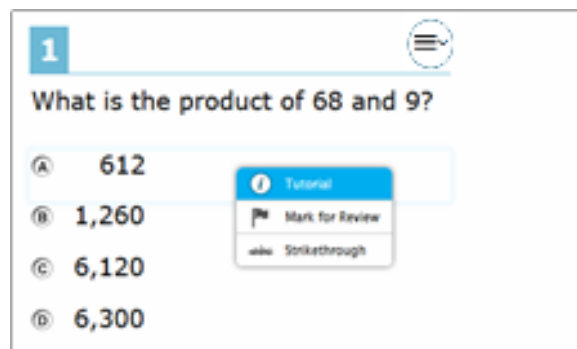 1
What is the product of 68 and 9?
A 612
Tutorial
B 1,260
Mark for Review
Strikethrough
C 6,120
D 6,300